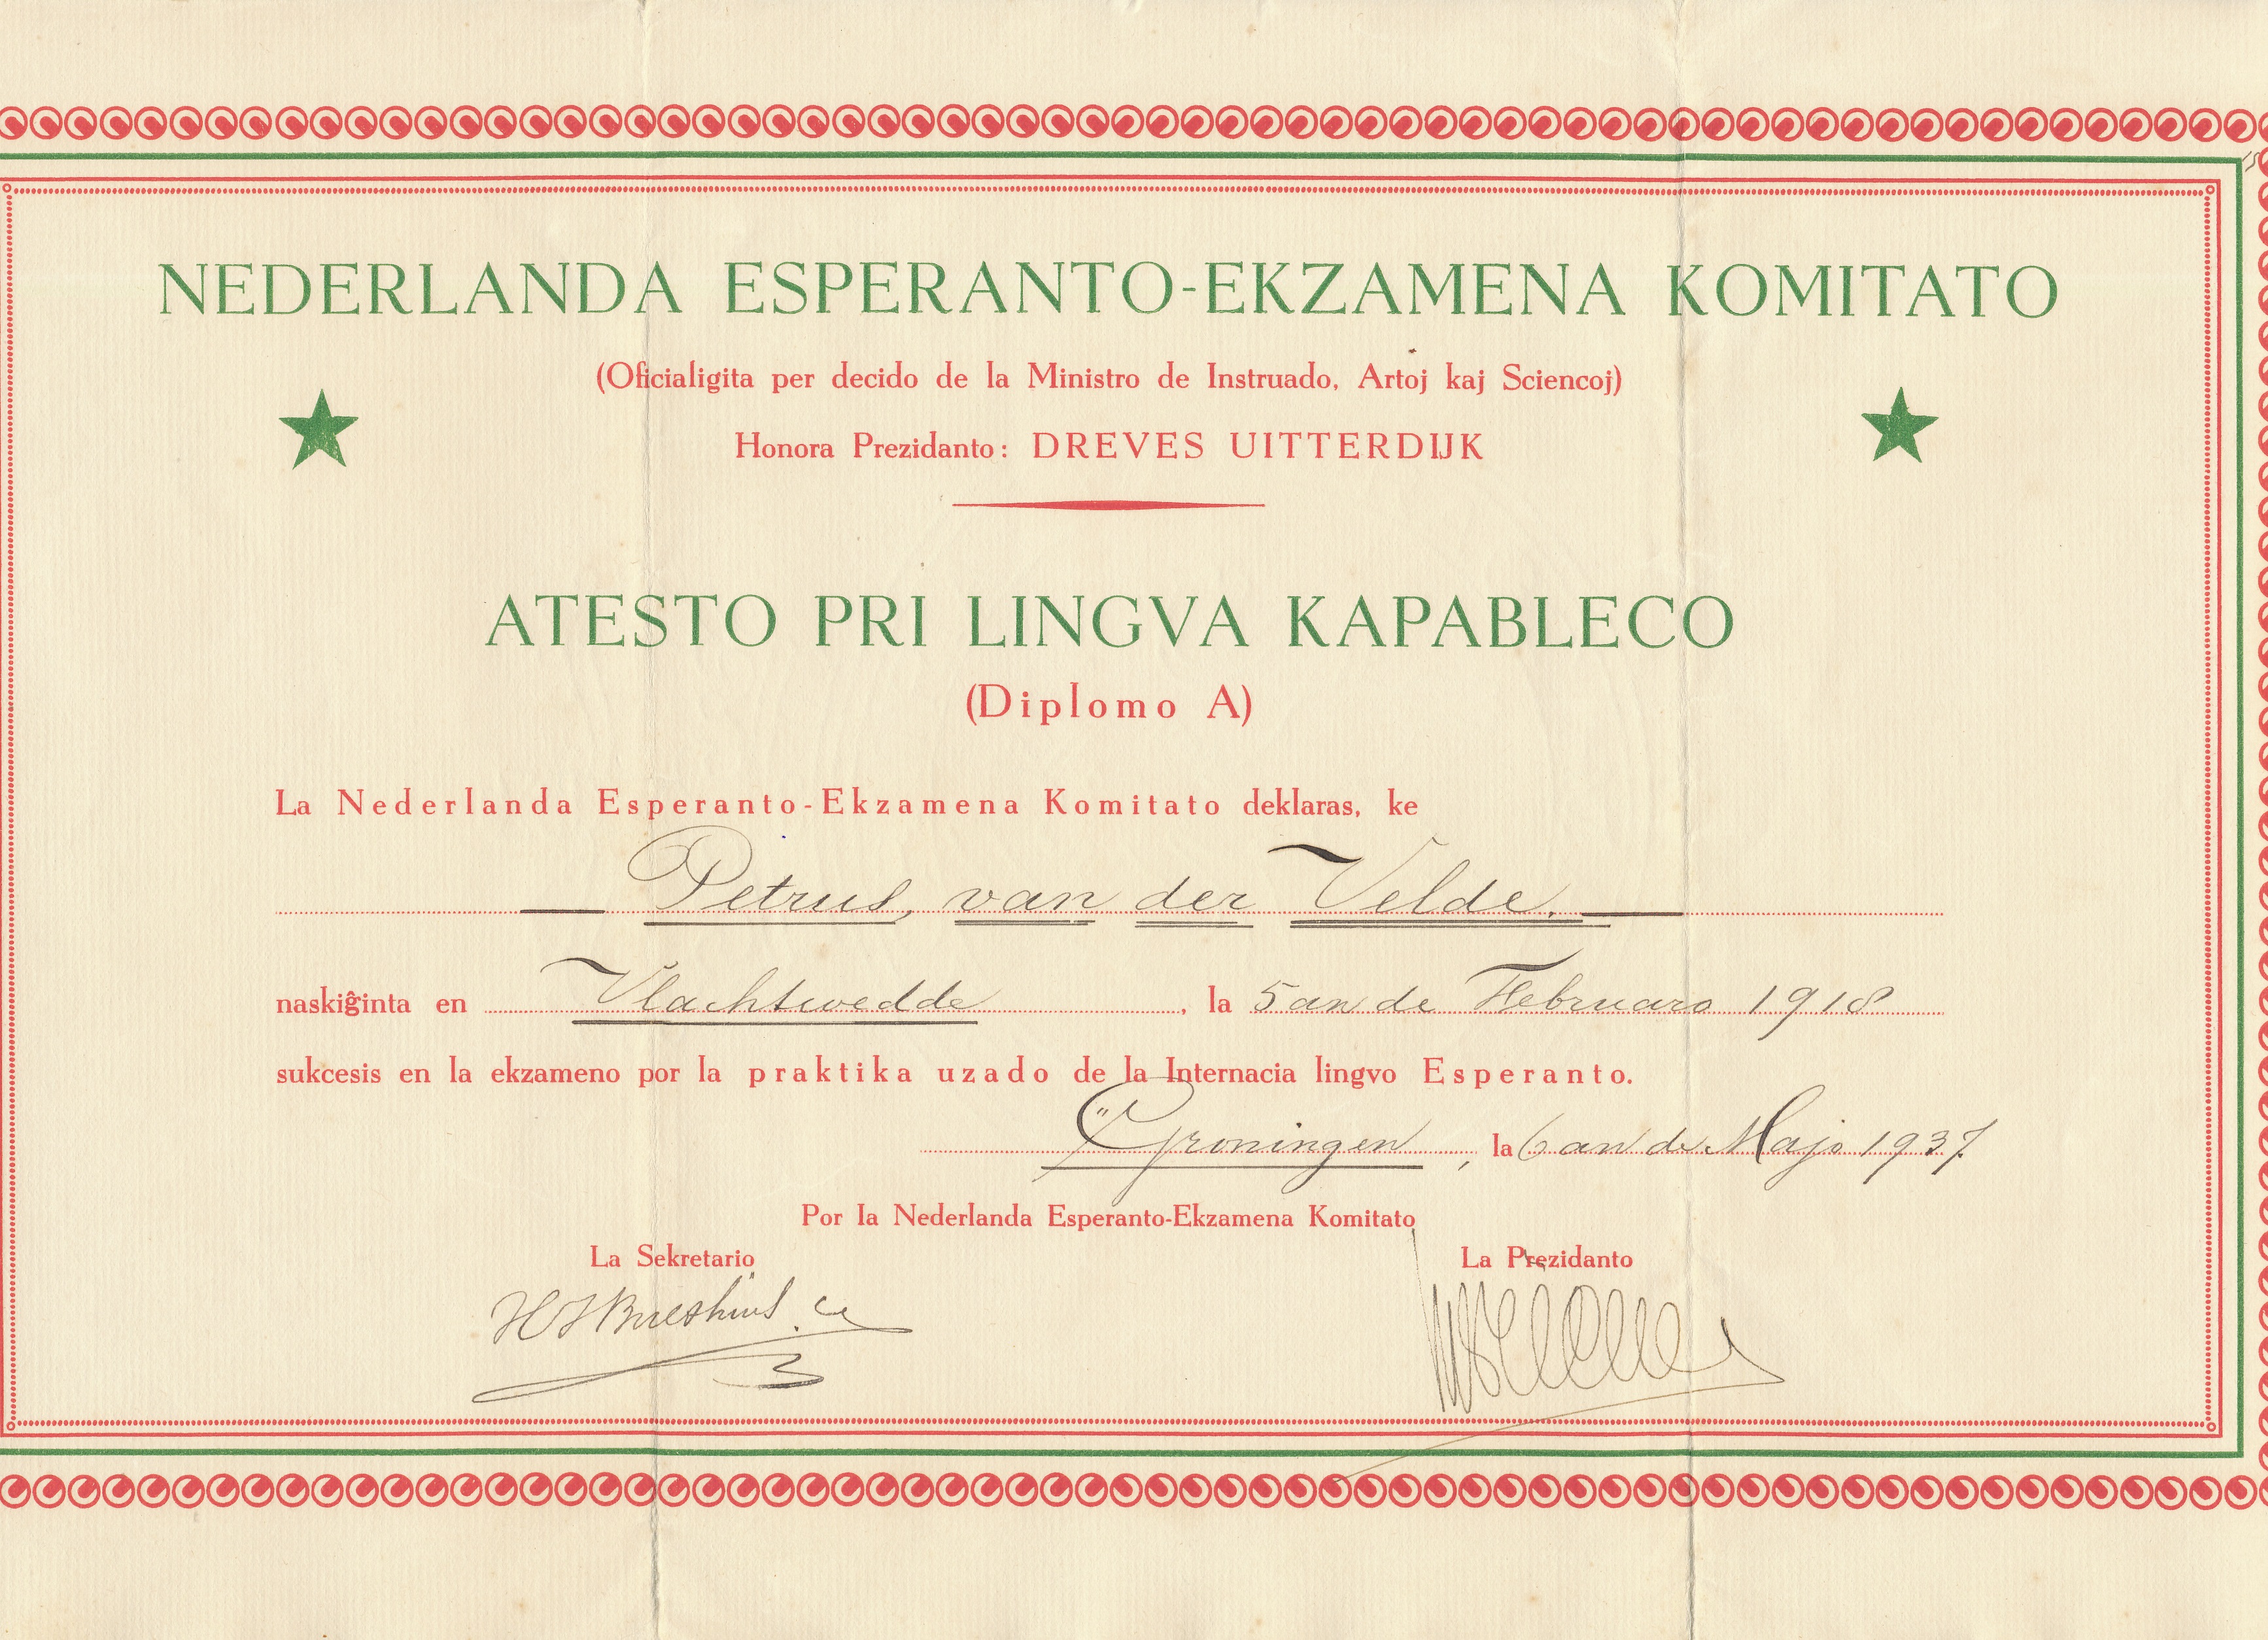 NEDERLANDA ESPERANTO-EKZAMENA KOMITATO
(Oficialigita per decido de la Ministro de Instruado, Artoj kaj Sciencoj)
Honora Prezidanto: DREVES UITTERDIJK
ATESTO PRI LINGVA KAPABLECO
(Diplomo A)
La Nederlanda Esperanto-Ekzamena Komitato deklaras, ke
Petrus, van der Velde.
naskiĝinta en Vlachtwedde, la 5an de Februaro 1918
sukcesis en la ekzameno por la praktika uzado de la Internacia lingvo Esperanto.
Groningen, la 6an de Majo 1937.
Por la Nederlanda Esperanto-Ekzamena Komitato
La Sekretario La Prezidanto